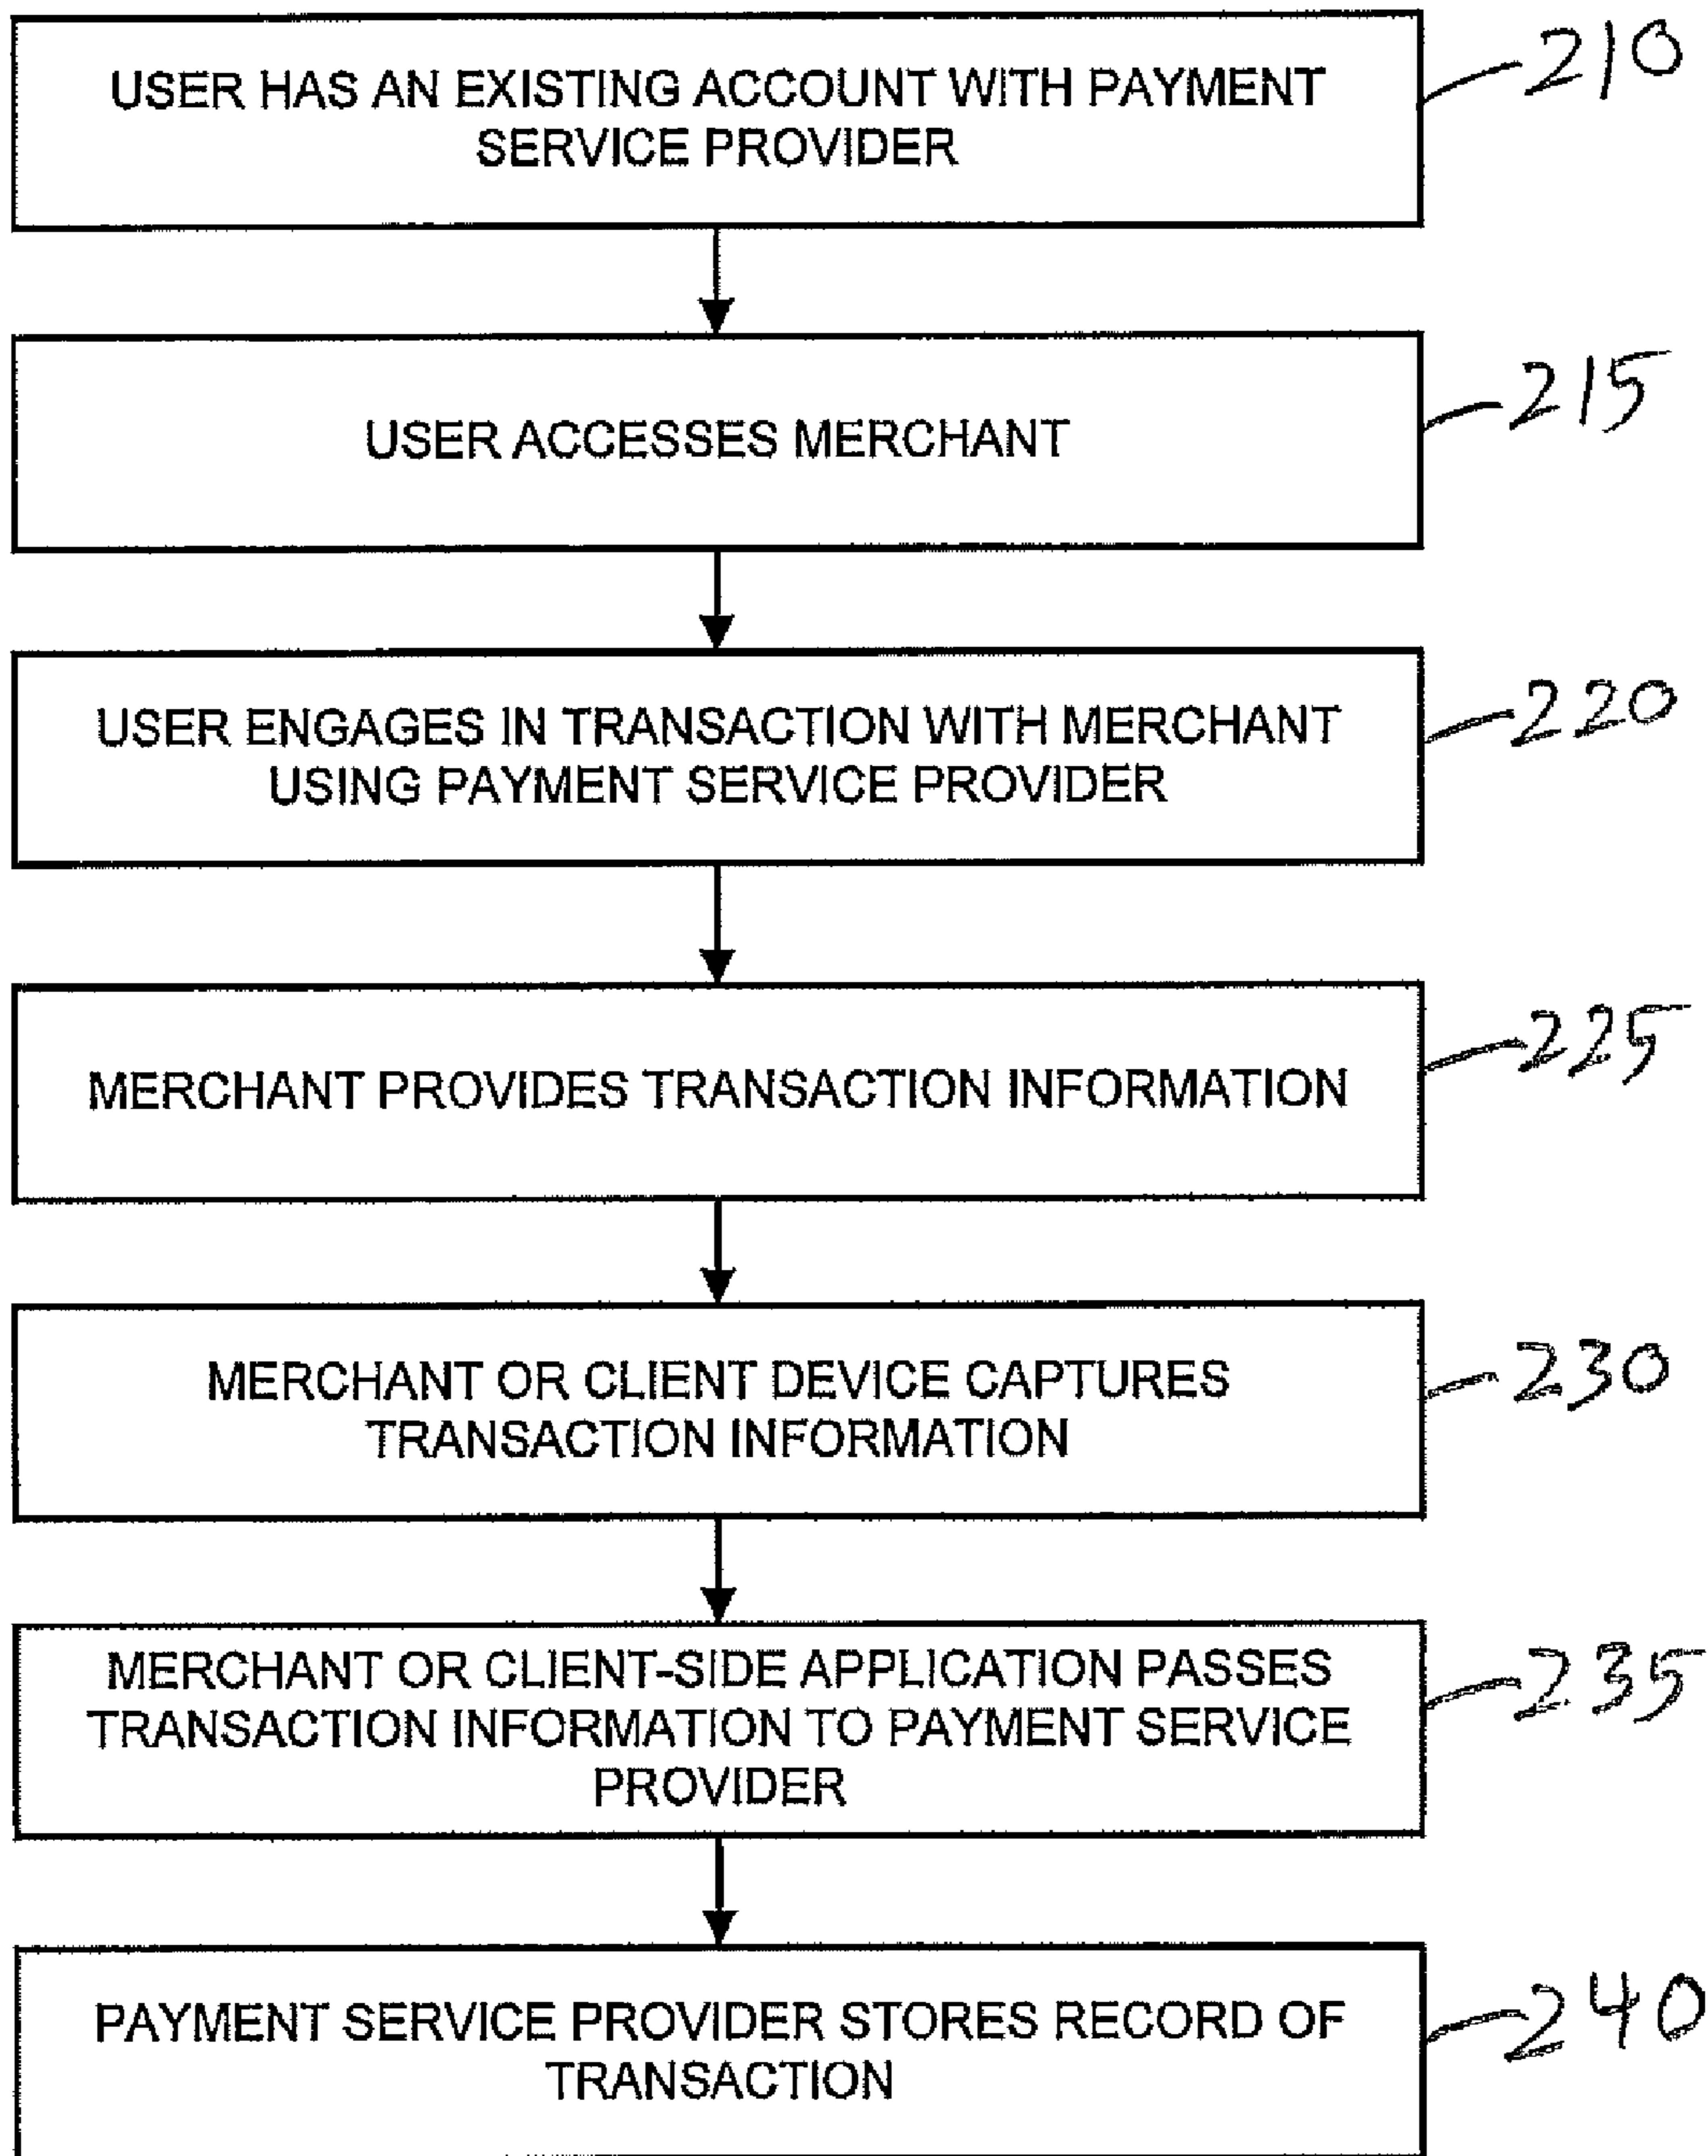 USER HAS AN EXISTING ACCOUNT WITH PAYMENT
SERVICE PROVIDER
210
USER ACCESSES MERCHANT
215
USER ENGAGES IN TRANSACTION WITH MERCHANT
USING PAYMENT SERVICE PROVIDER
220
MERCHANT PROVIDES TRANSACTION INFORMATION
225
MERCHANT OR CLIENT DEVICE CAPTURES
TRANSACTION INFORMATION
230
MERCHANT OR CLIENT-SIDE APPLICATION PASSES
TRANSACTION INFORMATION TO PAYMENT SERVICE
PROVIDER
235
PAYMENT SERVICE PROVIDER STORES RECORD OF
TRANSACTION
240